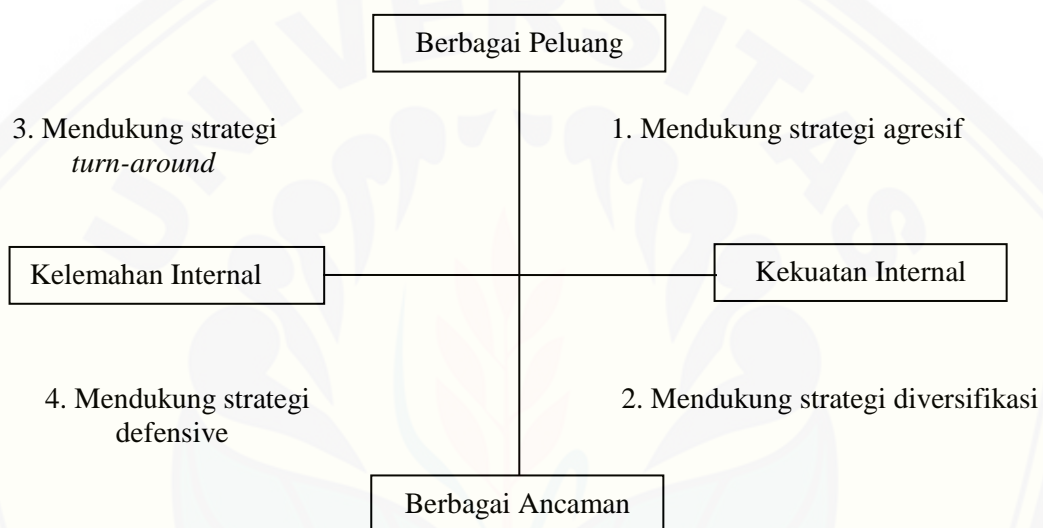 Berbagai Peluang
3. Mendukung strategi
turn-around
1. Mendukung strategi agresif
Kelemahan Internal
Kekuatan Internal
4. Mendukung strategi
defensive
2. Mendukung strategi diversifikasi
Berbagai Ancaman
UNIVERSITAS